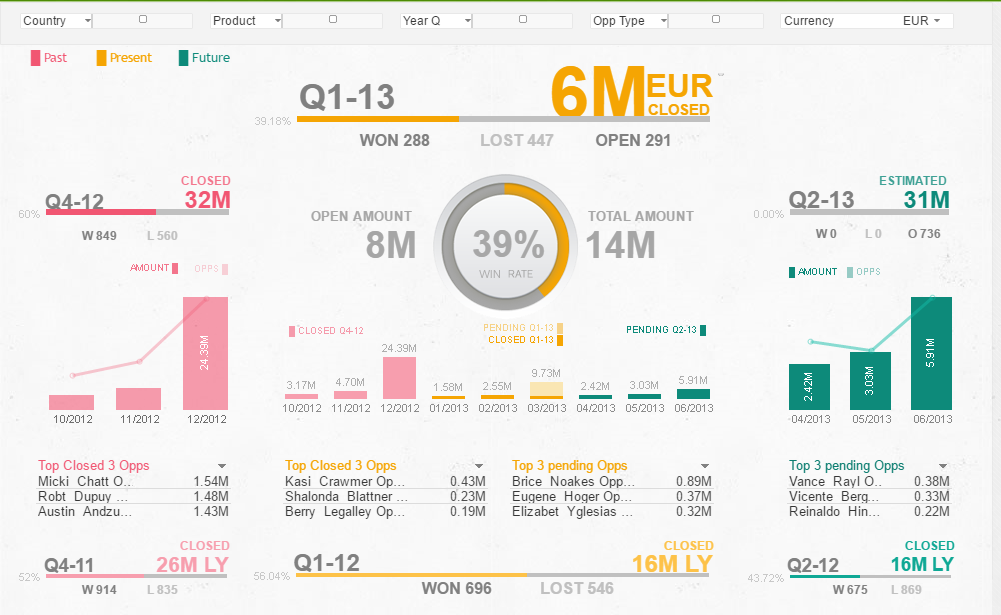 Country Product Year Q Opp Type Currency EUR
Past Present Future
Q1-13 6M EUR CLOSED
39.18%
WON 288 LOST 447 OPEN 291
Q4-12 CLOSED 32M
60%
W 849 L 560
AMOUNT OPPS
24.39M
10/2012 11/2012 12/2012
OPEN AMOUNT
8M
39%
WIN RATE
TOTAL AMOUNT
14M
ESTIMATED
Q2-13 31M
0.00%
W 0 L 0 O 736
AMOUNT OPPS
2.42M 3.03M 5.91M
04/2013 05/2013 06/2013
CLOSED Q4-12
PENDING Q1-13
CLOSED Q1-13
PENDING Q2-13
3.17M 4.70M 24.39M 1.58M 2.55M 9.73M 2.42M 3.03M 5.91M
10/2012 11/2012 12/2012 01/2013 02/2013 03/2013 04/2013 05/2013 06/2013
Top Closed 3 Opps
Micki Chatt O... 1.54M
Robt Dupuy ... 1.48M
Austin Andzu... 1.43M
Top Closed 3 Opps
Kasi Crawmer Op... 0.43M
Shalonda Blattner ... 0.23M
Berry Legalley Op... 0.19M
Top 3 pending Opps
Brice Noakes Opp... 0.89M
Eugene Hoger Op... 0.37M
Elizabet Yglesias ... 0.32M
Top 3 pending Opps
Vance Rayl O... 0.38M
Vicente Berg... 0.33M
Reinaldo Hin... 0.22M
CLOSED
Q4-11 26M LY
52%
W 914 L 835
CLOSED
Q1-12 16M LY
56.04%
WON 696 LOST 546
CLOSED
Q2-12 16M LY
43.72%
W 675 L 869